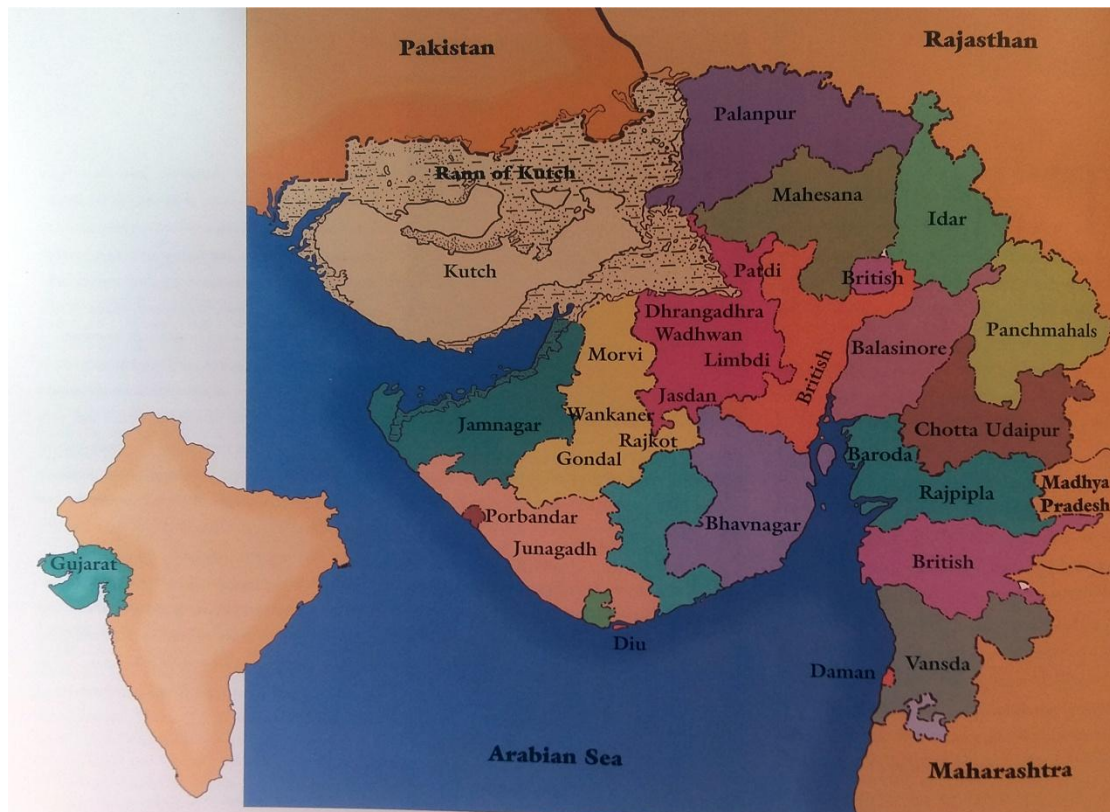 Pakistan
Rajasthan
Palanpur
Rann of Kutch
Mahesana
Idar
Kutch
Patdi
British
Dhrangadhra
Wadhwan
Limbdi
Panchmahals
Morvi
Balasinore
British
Jasdan
Wankaner
Jamnagar
Rajkot
Gondal
Chotta Udaipur
Baroda
Rajpipla
Madhya
Pradesh
Porbandar
Junagadh
Bhavnagar
Gujarat
British
Diu
Daman
Vansda
Arabian Sea
Maharashtra